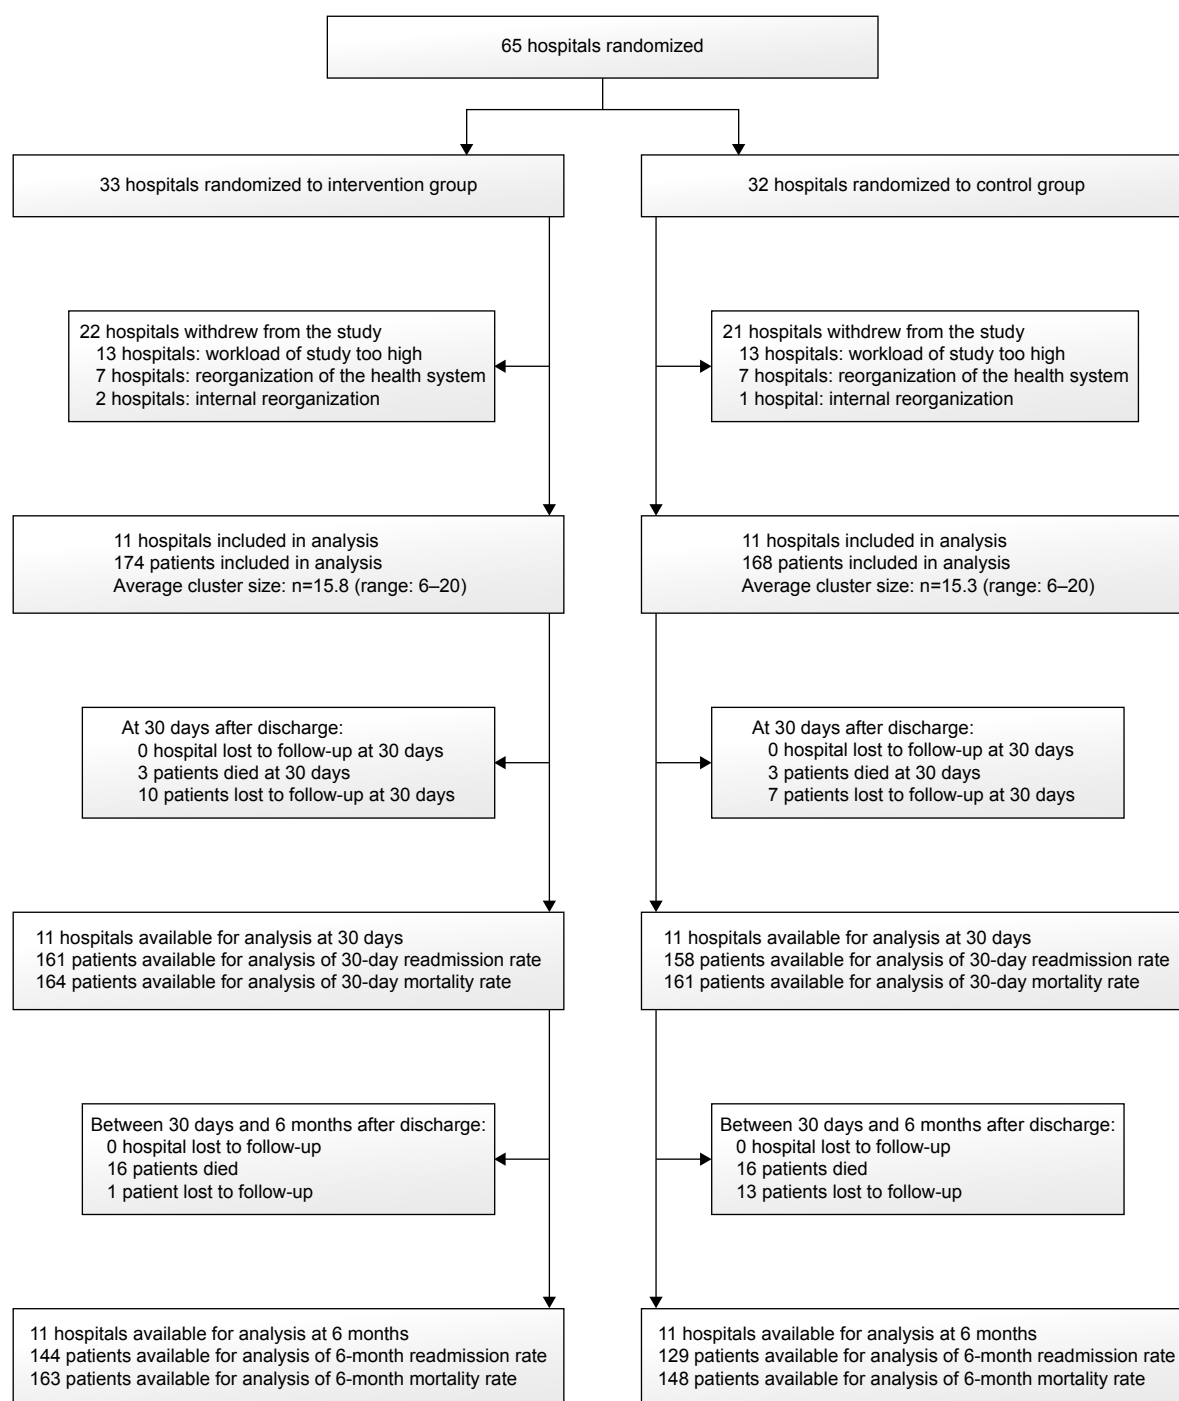 65 hospitals randomized
33 hospitals randomized to intervention group
32 hospitals randomized to control group
22 hospitals withdrew from the study
13 hospitals: workload of study too high
7 hospitals: reorganization of the health system
2 hospitals: internal reorganization
21 hospitals withdrew from the study
13 hospitals: workload of study too high
7 hospitals: reorganization of the health system
1 hospital: internal reorganization
11 hospitals included in analysis
174 patients included in analysis
Average cluster size: n=15.8 (range: 6–20)
11 hospitals included in analysis
168 patients included in analysis
Average cluster size: n=15.3 (range: 6–20)
At 30 days after discharge:
0 hospital lost to follow-up at 30 days
3 patients died at 30 days
10 patients lost to follow-up at 30 days
At 30 days after discharge:
0 hospital lost to follow-up at 30 days
3 patients died at 30 days
7 patients lost to follow-up at 30 days
11 hospitals available for analysis at 30 days
161 patients available for analysis of 30-day readmission rate
164 patients available for analysis of 30-day mortality rate
11 hospitals available for analysis at 30 days
158 patients available for analysis of 30-day readmission rate
161 patients available for analysis of 30-day mortality rate
Between 30 days and 6 months after discharge:
0 hospital lost to follow-up
16 patients died
1 patient lost to follow-up
Between 30 days and 6 months after discharge:
0 hospital lost to follow-up
16 patients died
13 patients lost to follow-up
11 hospitals available for analysis at 6 months
144 patients available for analysis of 6-month readmission rate
163 patients available for analysis of 6-month mortality rate
11 hospitals available for analysis at 6 months
129 patients available for analysis of 6-month readmission rate
148 patients available for analysis of 6-month mortality rate